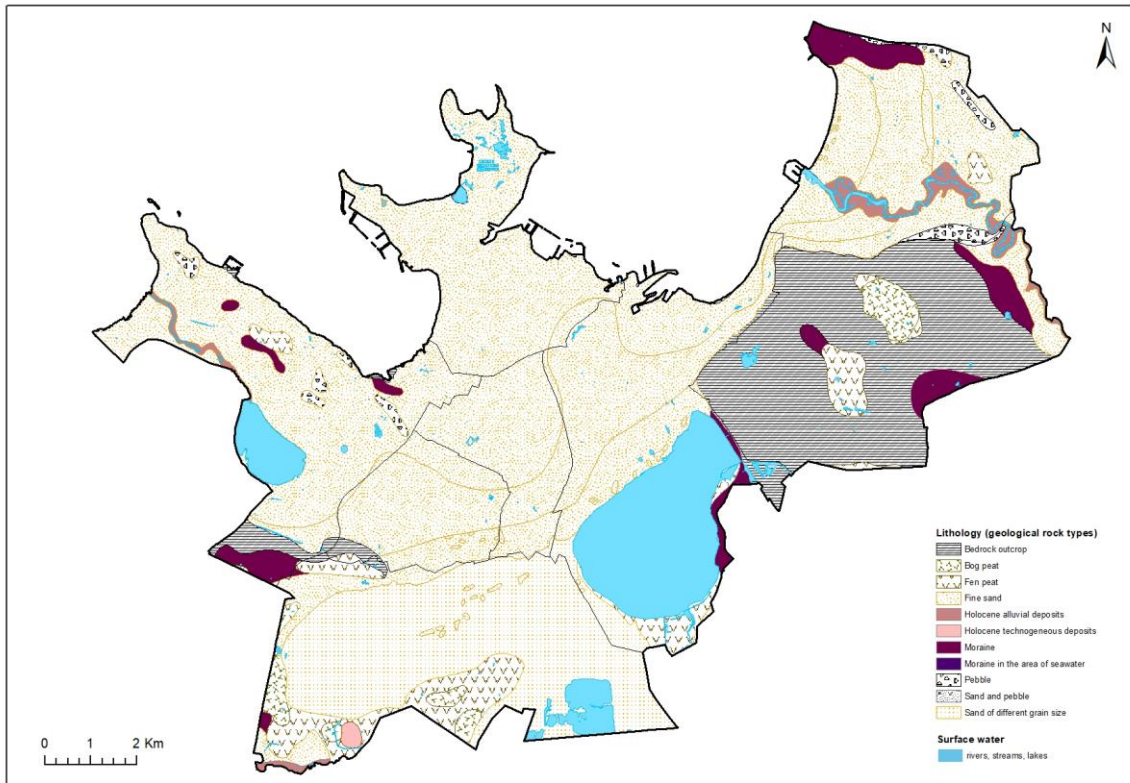 N
Lithology (geological rock types)
Bedrock outcrop
Bog peat
Fen peat
Fine sand
Holocene alluvial deposits
Holocene technogeneous deposits
Moraine
Moraine in the area of seawater
Pebble
Sand and pebble
Sand of different grain size
Surface water
rivers, streams, lakes
0 1 2 Km